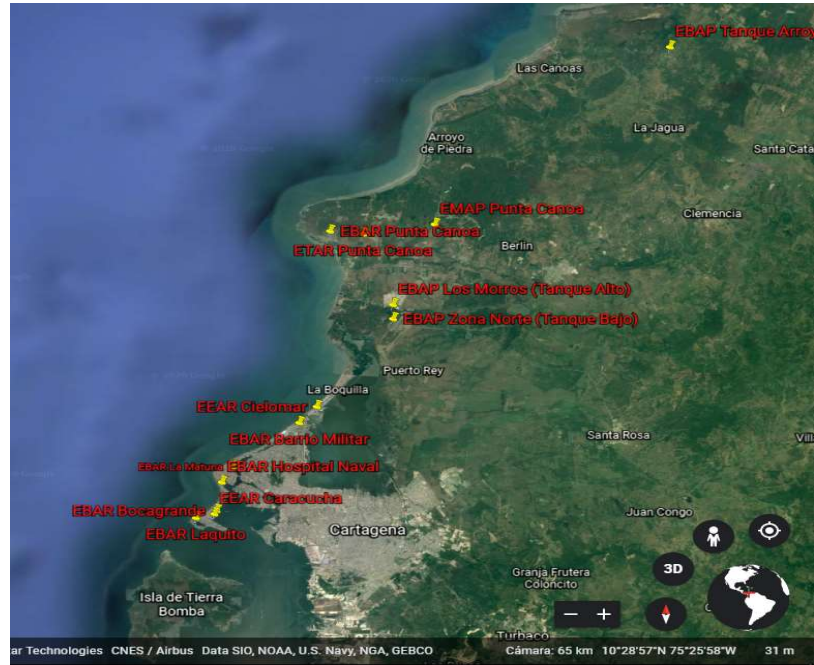 EBAP Tanque Arroy
Las Canoas
La Jagua
Arroyo
de Piedra
Santa Cata
EMAP Punta Canoa
Clemencia
EBAR Punta Canoa
Berlin
ETAR Punta Canoa
EBAP Los Morros (Tanque Alto)
EBAP Zona Norte (Tanque Bajo)
Puerto Rey
La Boquilla
EEAR Cielomar
EBAR Barrio Militar
Santa Rosa
Villa
EBAR La Matuna
EBAR Hospital Naval
EEAR Caracucha
EBAR Bocagrande
Juan Congo
Cartagena
EBAR Laquito
3D
Granja Frutera
Coloncito
Isla de Tierra
Bomba
Turbaco
ar Technologies CNES / Airbus Data SIO, NOAA, U.S. Navy, NGA, GEBCO
Cámara: 65 km 10°28'57"N 75°25'58"W 31 m